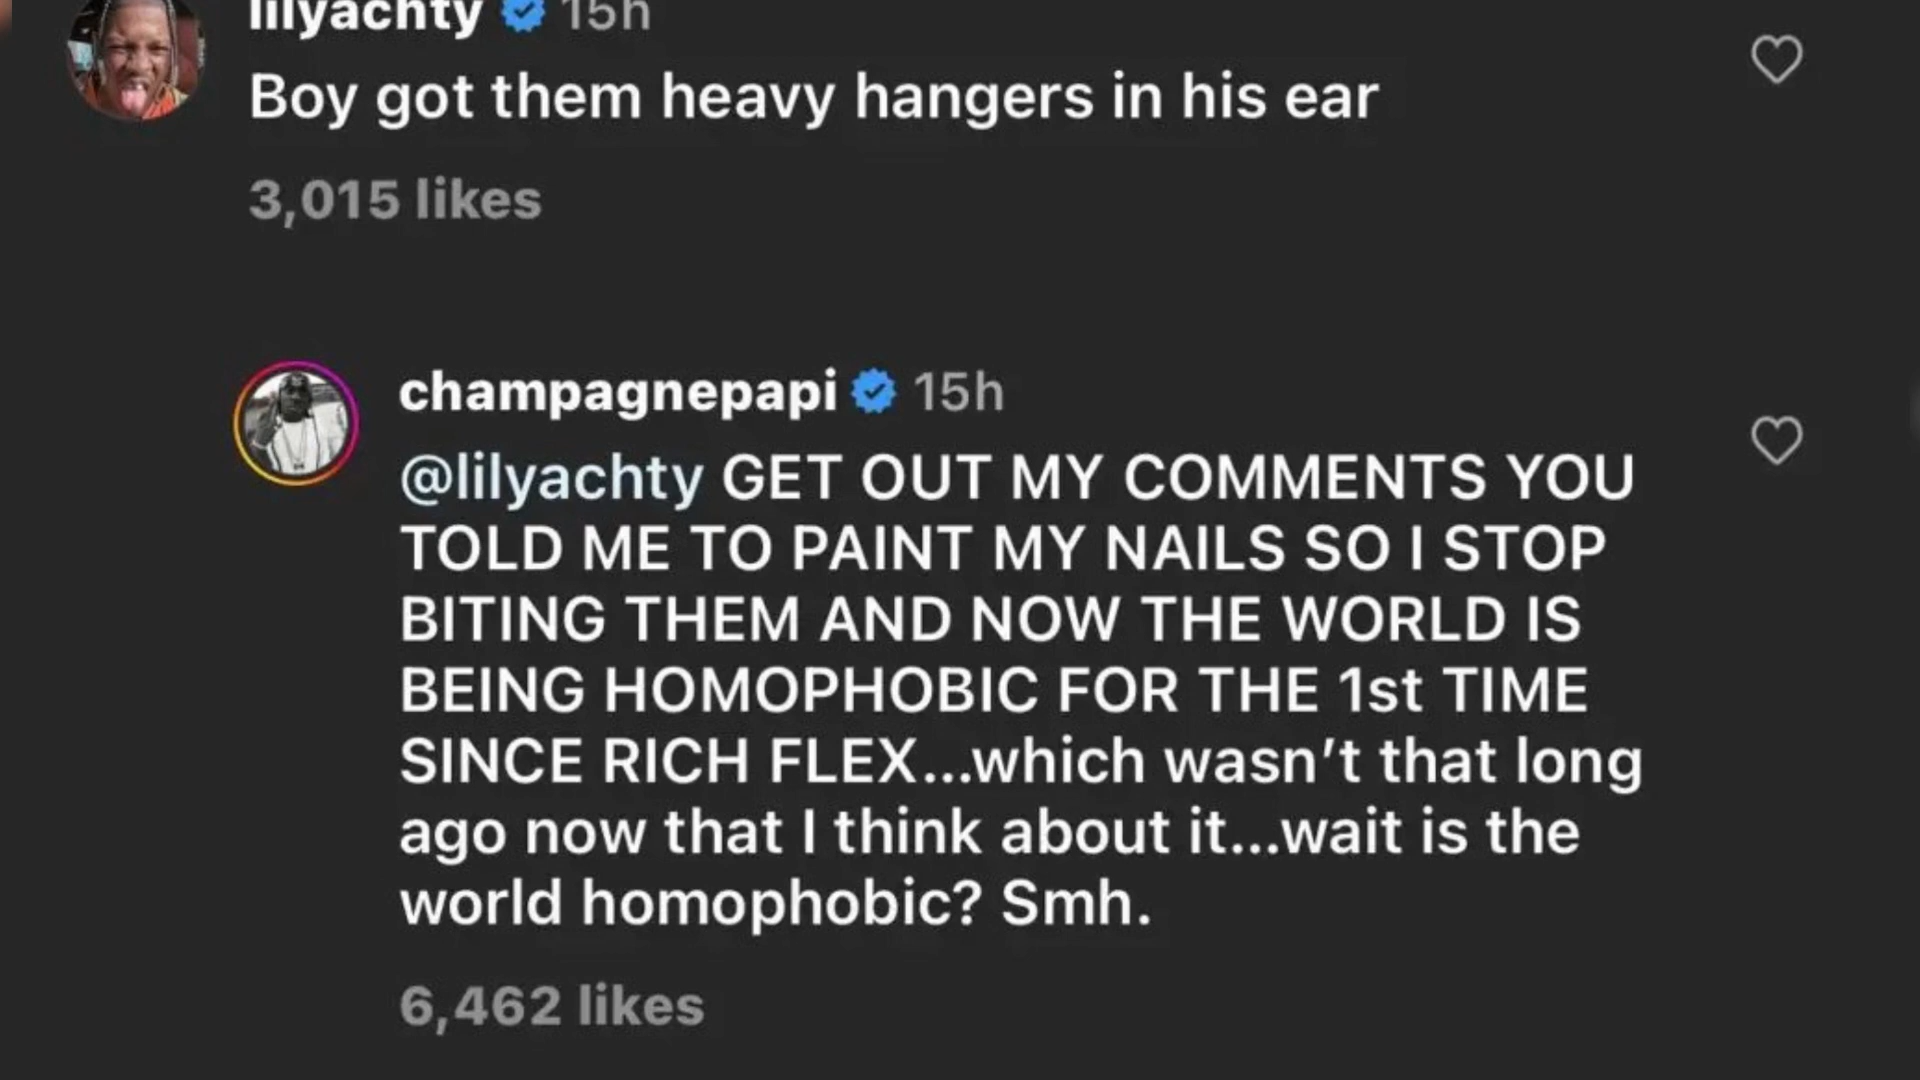 lilyachty 15h
Boy got them heavy hangers in his ear
3,015 likes
champagnepapi 15h
@lilyachty GET OUT MY COMMENTS YOU
TOLD ME TO PAINT MY NAILS SO I STOP
BITING THEM AND NOW THE WORLD IS
BEING HOMOPHOBIC FOR THE 1st TIME
SINCE RICH FLEX...which wasn’t that long
ago now that I think about it...wait is the
world homophobic? Smh.
6,462 likes